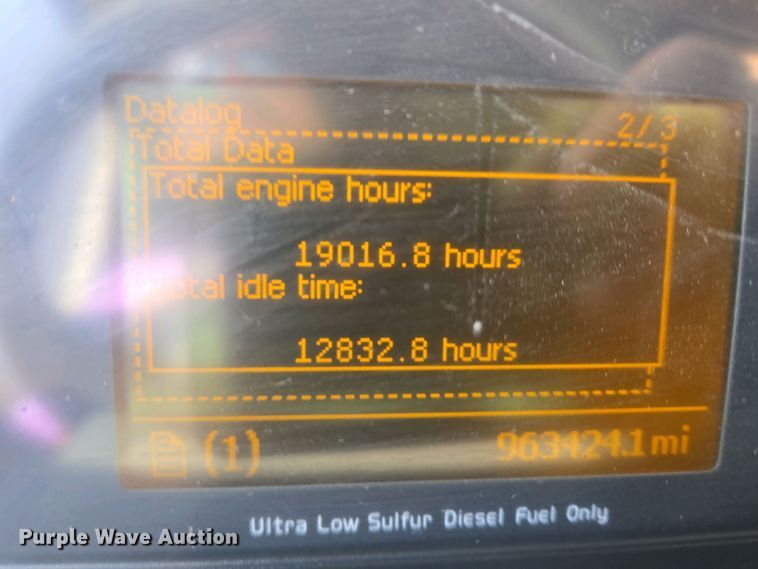 Datalog 2/3
Total Data
Total engine hours:
19016.8 hours
Total idle time:
12832.8 hours
(1) 963424.1 mi
Ultra Low Sulfur Diesel Fuel Only
Purple Wave Auction